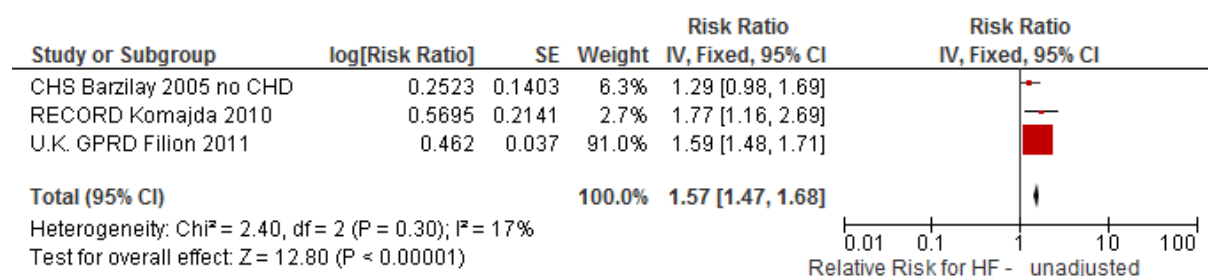 Risk Ratio Risk Ratio
Study or Subgroup log[Risk Ratio] SE Weight IV, Fixed, 95% CI IV, Fixed, 95% CI
CHS Barzilay 2005 no CHD 0.2523 0.1403 6.3% 1.29 [0.98, 1.69]
RECORD Komajda 2010 0.5695 0.2141 2.7% 1.77 [1.16, 2.69]
U.K. GPRD Filion 2011 0.462 0.037 91.0% 1.59 [1.48, 1.71]
Total (95% CI) 100.0% 1.57 [1.47, 1.68]
Heterogeneity: Chi² = 2.40, df = 2 (P = 0.30); I² = 17%
Test for overall effect: Z = 12.80 (P < 0.00001)
0.01 0.1 1 10 100
Relative Risk for HF - unadjusted